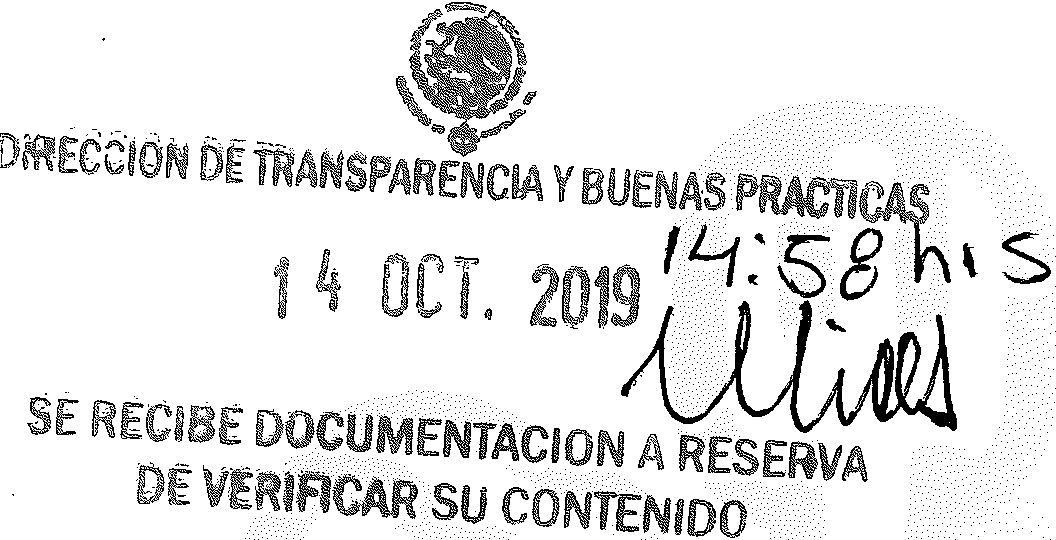 DIRECCION DE TRANSPARENCIA Y BUENAS PRACTICAS
14 OCT. 2019 14:58 hrs
SE RECIBE DOCUMENTACION A RESERVA
DE VERIFICAR SU CONTENIDO